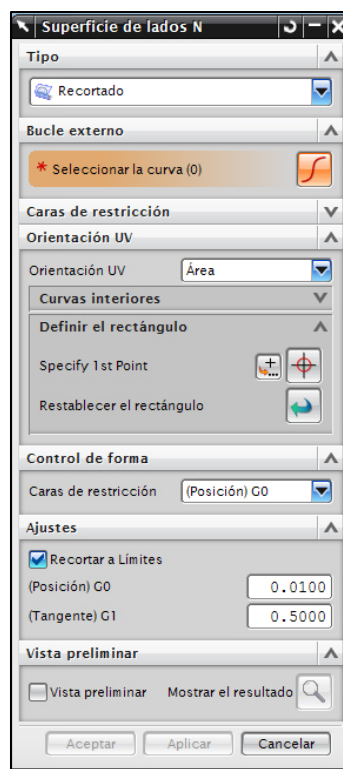 Superficie de lados N
Tipo
Recortado
Bucle externo
* Seleccionar la curva (0)
Caras de restricción
Orientación UV
Orientación UV Área
Curvas interiores
Definir el rectángulo
Specify 1st Point
Restablecer el rectángulo
Control de forma
Caras de restricción (Posición) G0
Ajustes
Recortar a Límites
(Posición) G0 0.0100
(Tangente) G1 0.5000
Vista preliminar
Vista preliminar Mostrar el resultado
Aceptar Aplicar Cancelar